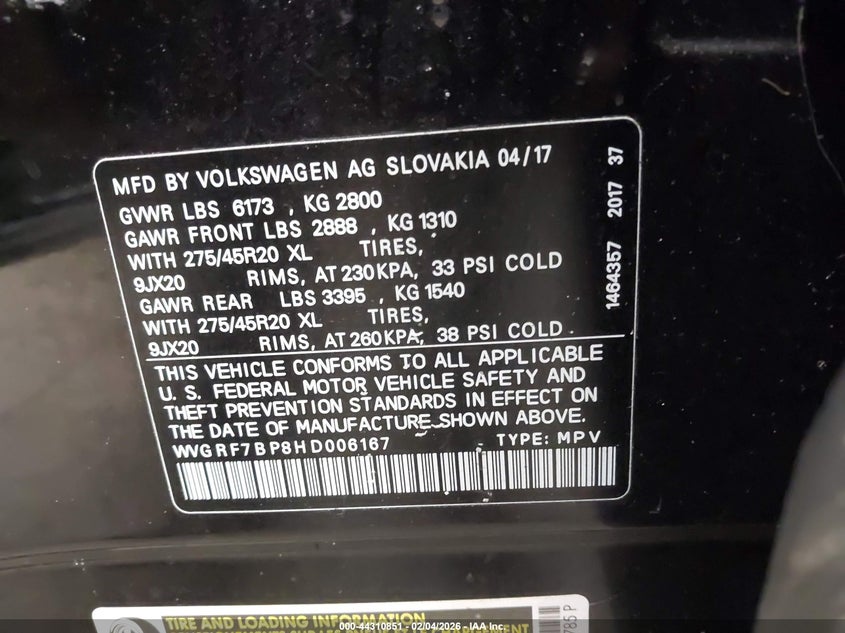 MFD BY VOLKSWAGEN AG SLOVAKIA 04/17
GVWR LBS 6173 , KG 2800
GAWR FRONT LBS 2888 , KG 1310
WITH 275/45R20 XL TIRES,
9JX20 RIMS, AT 230KPA, 33 PSI COLD
GAWR REAR LBS 3395 , KG 1540
WITH 275/45R20 XL TIRES,
9JX20 RIMS, AT 260KPA, 38 PSI COLD
THIS VEHICLE CONFORMS TO ALL APPLICABLE
U. S. FEDERAL MOTOR VEHICLE SAFETY AND
THEFT PREVENTION STANDARDS IN EFFECT ON
THE DATE OF MANUFACTURE SHOWN ABOVE.
WVGRF7BP8HD006167 TYPE: MPV
1464357 2017 37
TIRE AND LOADING INFORMATION
785 P
000-44310851 - 02/04/2026 - IAA Inc.